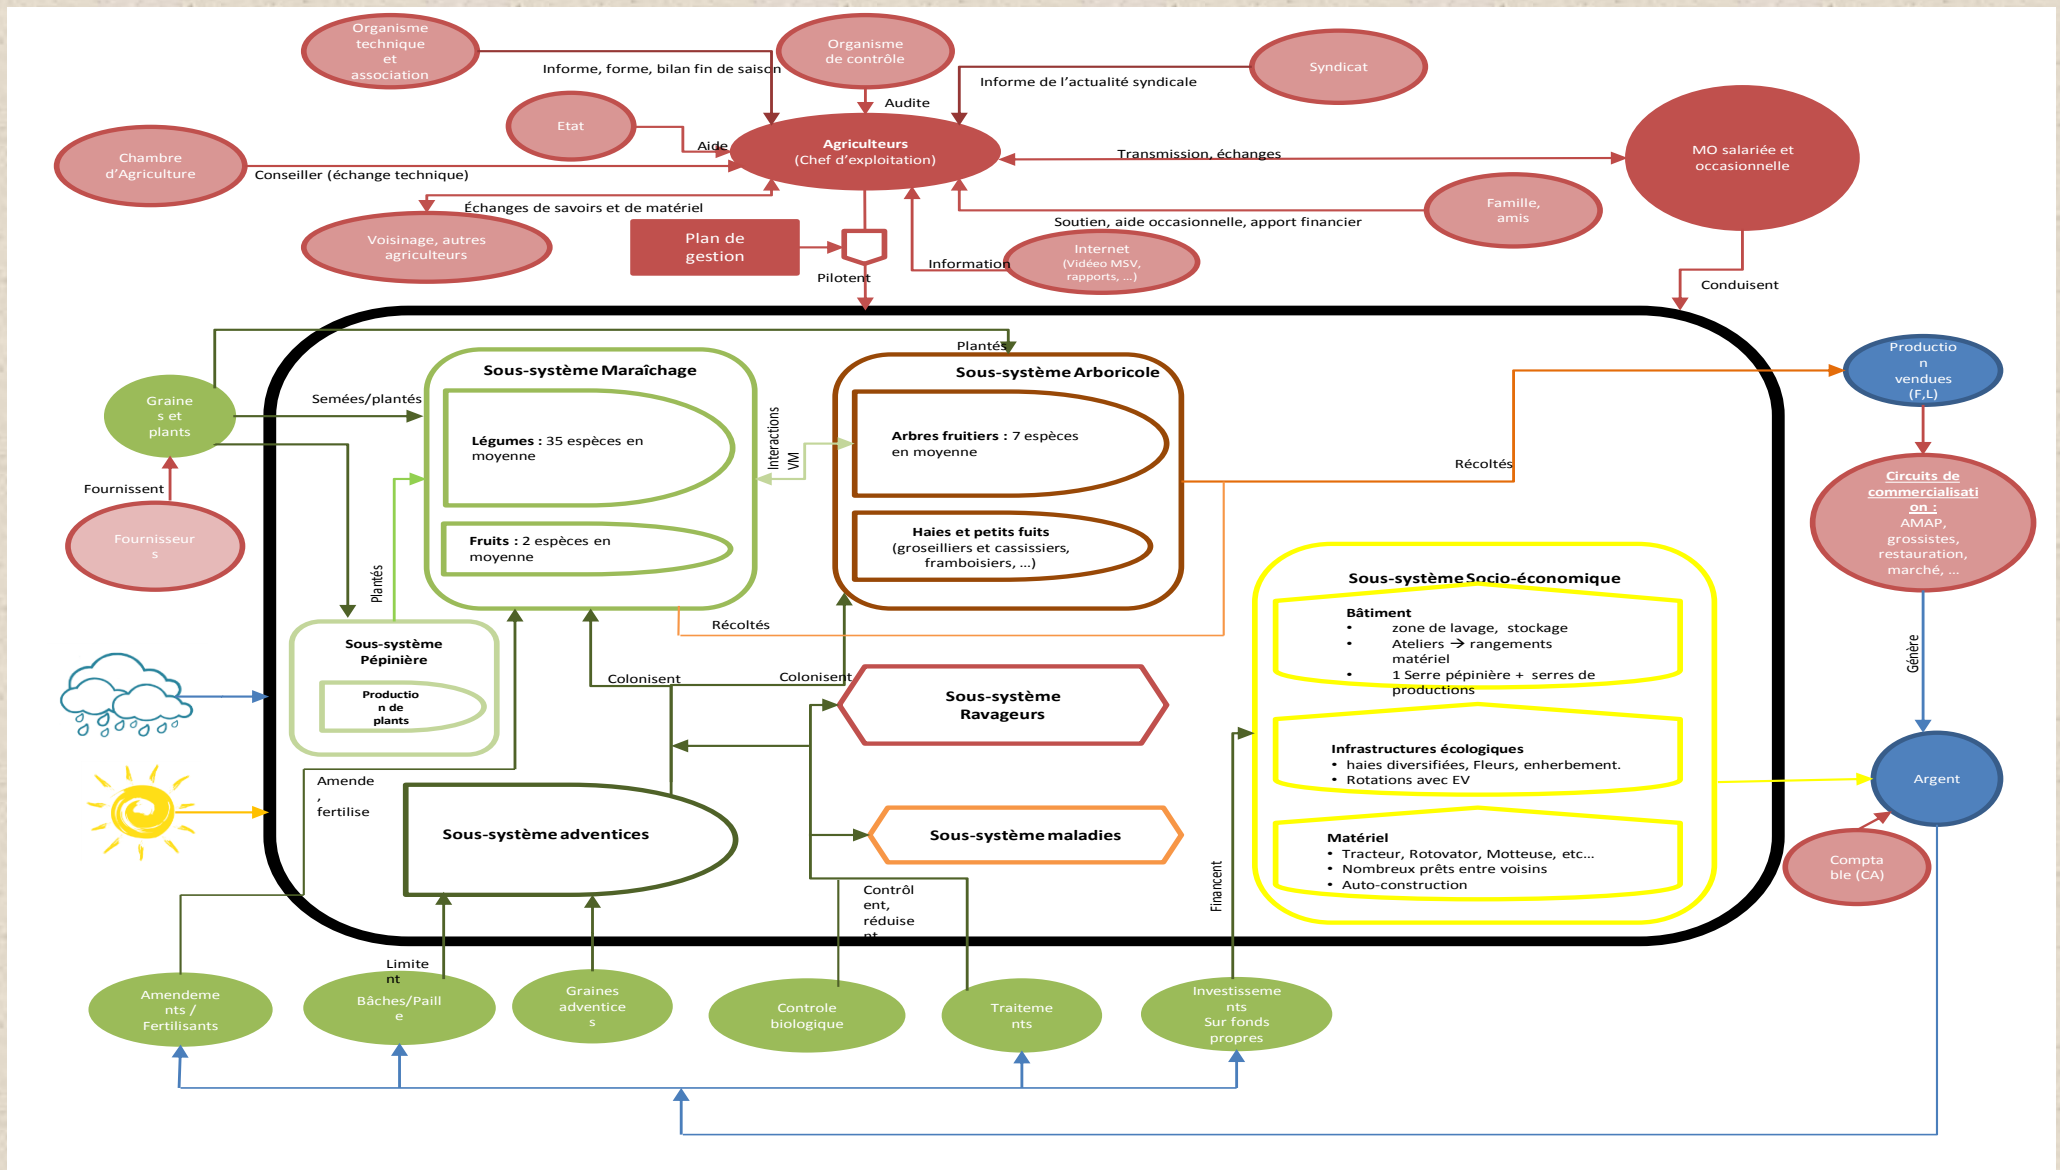 Organisme
technique
et
association
Organisme
de contrôle
Syndicat
Informe, forme, bilan fin de saison
Informe de l'actualité syndicale
Audite
Etat
Aide
Agriculteurs
(Chef d'exploitation)
Transmission, échanges
MO salariée et
occasionnelle
Chambre
d'Agriculture
Conseiller (échange technique)
Échanges de savoirs et de matériel
Voisinage, autres
agriculteurs
Plan de
gestion
Pilotent
Information
Internet
(Vidéeo MSV,
rapports, ...)
Soutien, aide occasionnelle, apport financier
Famille,
amis
Conduisent
Plantés
Graine
s et
plants
Semées/plantés
Fournissent
Fournisseur
s
Sous-système Maraîchage
Légumes : 35 espèces en
moyenne
Fruits : 2 espèces en
moyenne
Interactions
VM
Sous-système Arboricole
Arbres fruitiers : 7 espèces
en moyenne
Haies et petits fuits
(groseilliers et cassissiers,
framboisiers, ...)
Récoltés
Productio
n
vendues
(F,L)
Circuits de
commercialisati
on :
AMAP,
grossistes,
restauration,
marché, ...
Génère
Argent
Compta
ble (CA)
Plantés
Sous-système
Pépinière
Productio
n de
plants
Récoltés
Colonisent
Colonisent
Sous-système
Ravageurs
Sous-système maladies
Amende
,
fertilise
Sous-système adventices
Contrôl
ent,
réduise
nt
Financent
Sous-système Socio-économique
Bâtiment
• zone de lavage, stockage
• Ateliers → rangements
matériel
• 1 Serre pépinière + serres de
productions
Infrastructures écologiques
• haies diversifiées, Fleurs, enherbement.
• Rotations avec EV
Matériel
• Tracteur, Rotovator, Motteuse, etc...
• Nombreux prêts entre voisins
• Auto-construction
Limite
nt
Amendeme
nts /
Fertilisants
Bâches/Paill
e
Graines
adventice
s
Controle
biologique
Traiteme
nts
Investisseme
nts
Sur fonds
propres